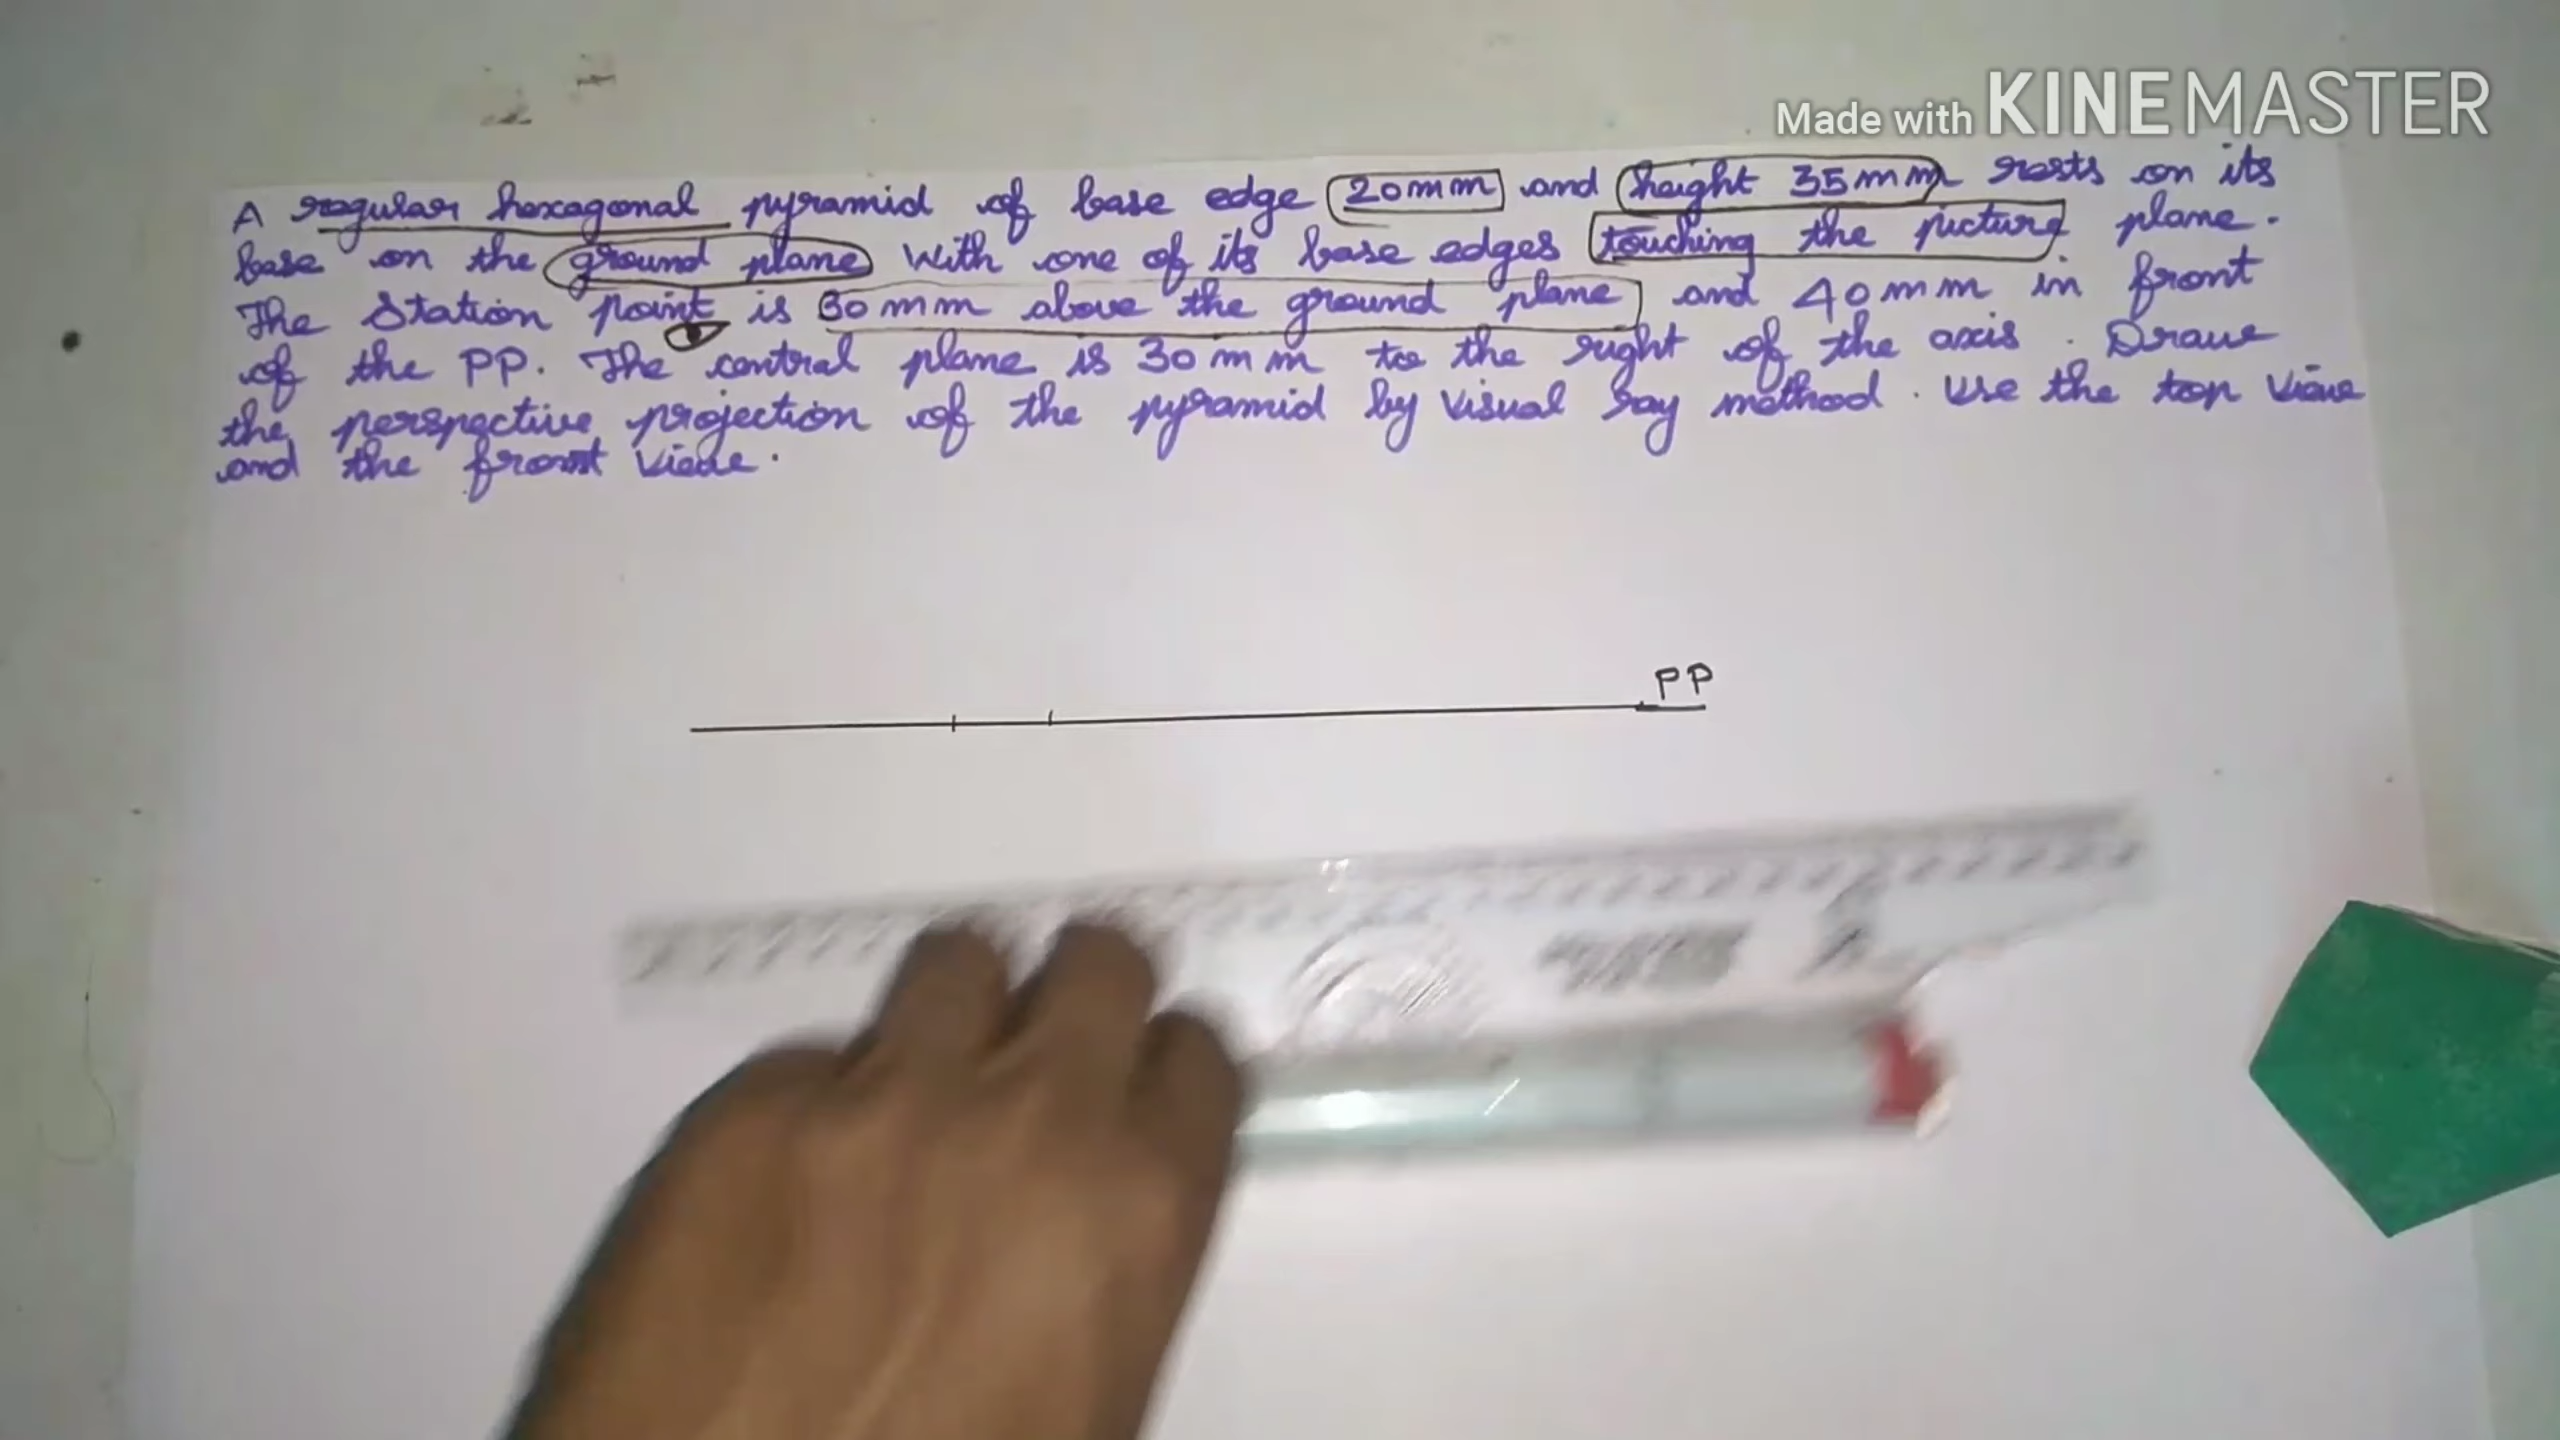 Made with KINEMASTER
A regular hexagonal pyramid of base edge 20mm and height 35mm rests on its
base on the ground plane with one of its base edges touching the picture plane.
The station point is 30mm above the ground plane and 40mm in front
of the PP. The central plane is 30mm to the right of the axis. Draw
the perspective projection of the pyramid by visual ray method. Use the top view
and the front view.
PP